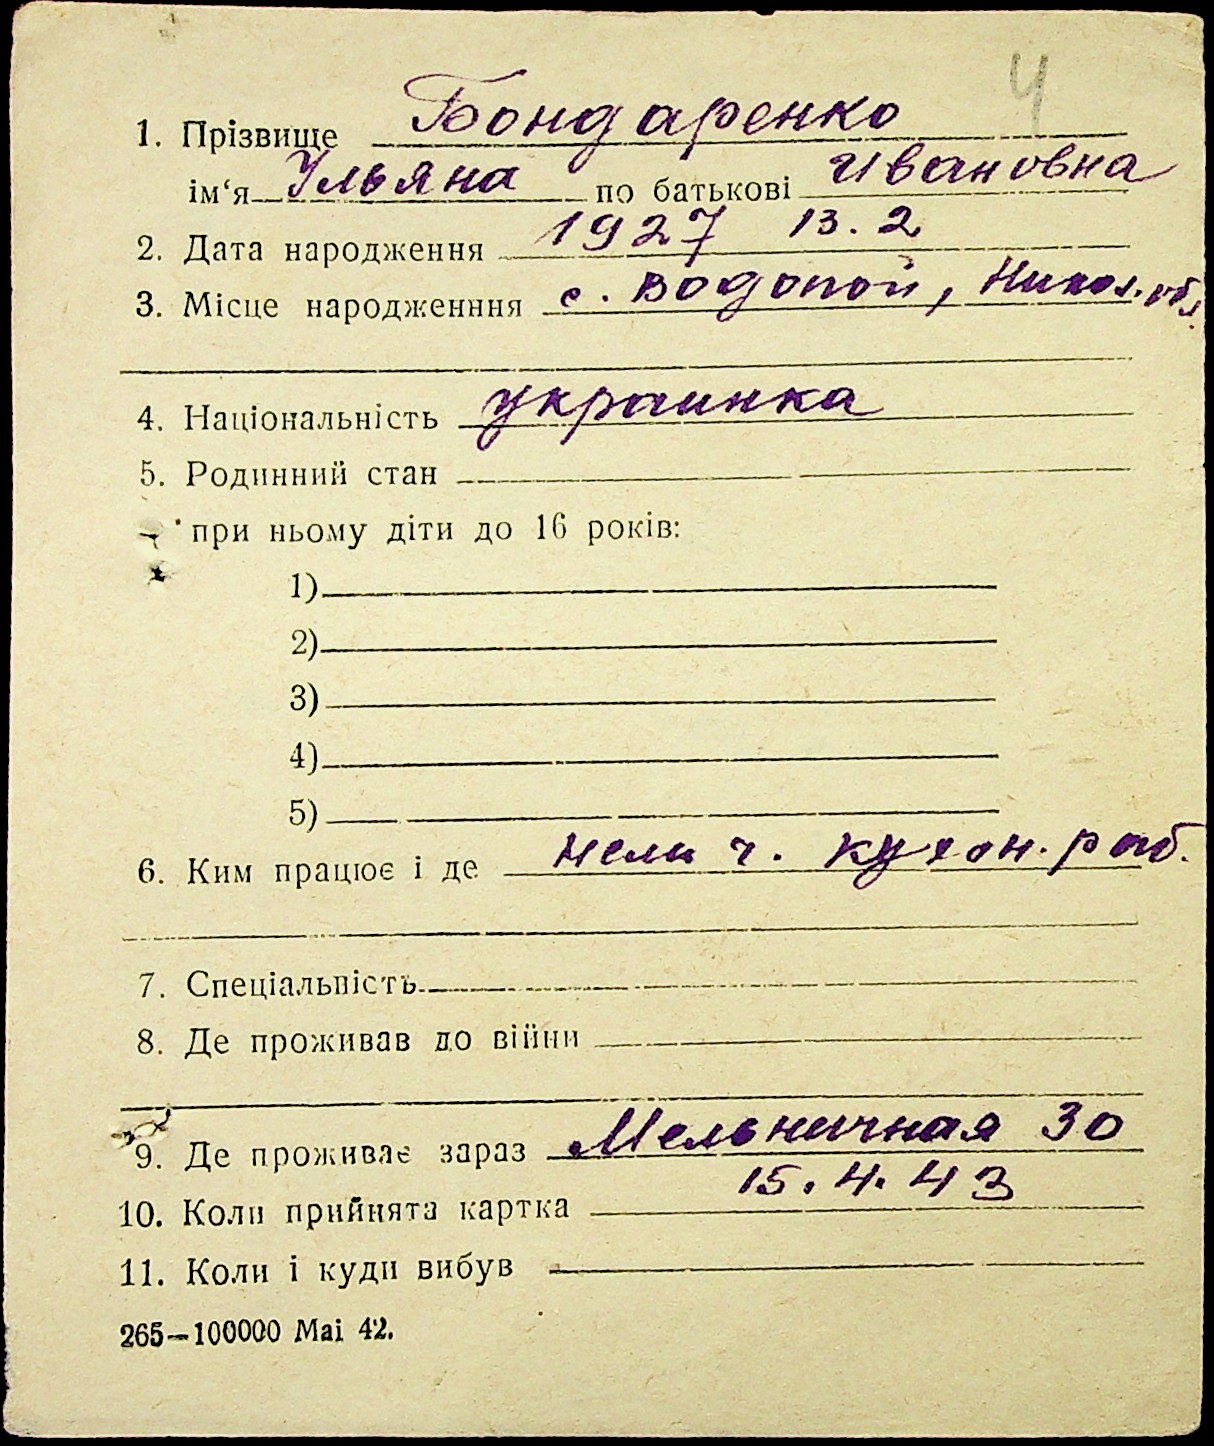 Ч
1. Прізвище Бондаренко
ім‘я Ульяна по батькові Ивановна
2. Дата народження 1927 13.2.
3. Місце народженння с. Водопой, Никол. обл.
4. Національність украинка
5. Родинний стан
при ньому діти до 16 років:
1)
2)
3)
4)
5)
6. Ким працює і де ч. кухон. раб.
7. Спеціальність
8. Де проживав до війни
9. Де проживає зараз Мельничная 30
10. Коли прийнята картка 15.4.43
11. Коли і куди вибув
265—100000 Mai 42.